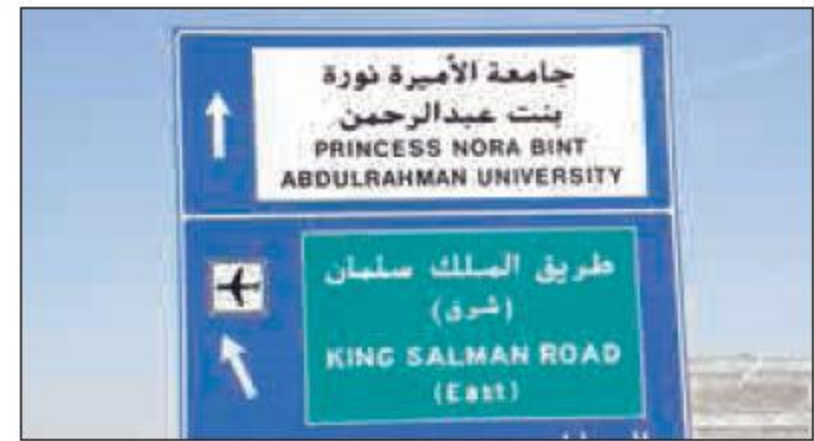 جامعة الأميرة نورة
بنت عبدالرحمن
PRINCESS NORA BINT
ABDULRAHMAN UNIVERSITY
طريق الملك سلمان
(شرق)
KING SALMAN ROAD
(East)